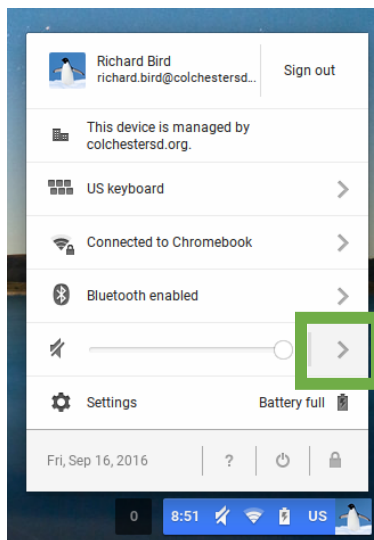 Richard Bird
richard.bird@colchestersd...
Sign out
This device is managed by
colchestersd.org.
US keyboard
Connected to Chromebook
Bluetooth enabled
Settings
Battery full
Fri, Sep 16, 2016
?
0
8:51
US